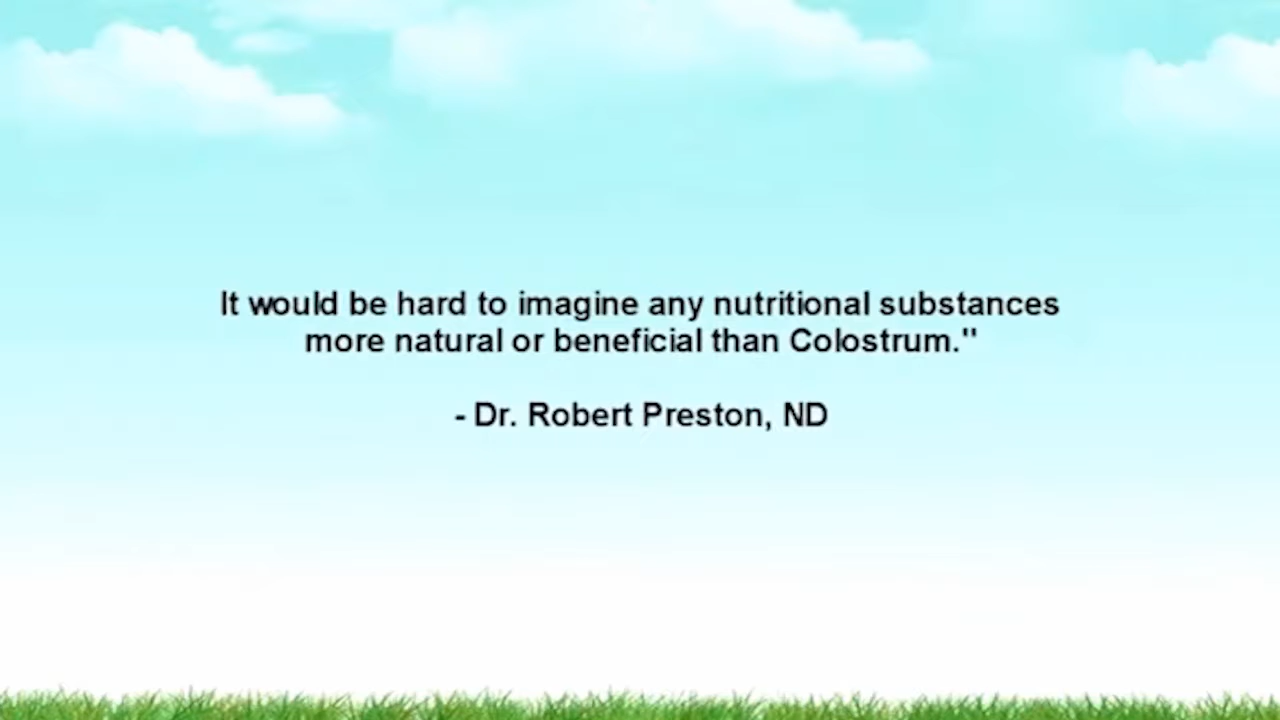 It would be hard to imagine any nutritional substances
more natural or beneficial than Colostrum."
- Dr. Robert Preston, ND